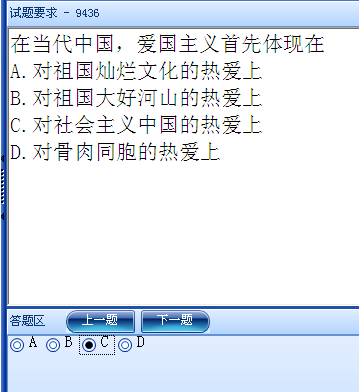 试题要求 - 9436
在当代中国，爱国主义首先体现在
A.对祖国灿烂文化的热爱上
B.对祖国大好河山的热爱上
C.对社会主义中国的热爱上
D.对骨肉同胞的热爱上
答题区 上一题 下一题
A B C D